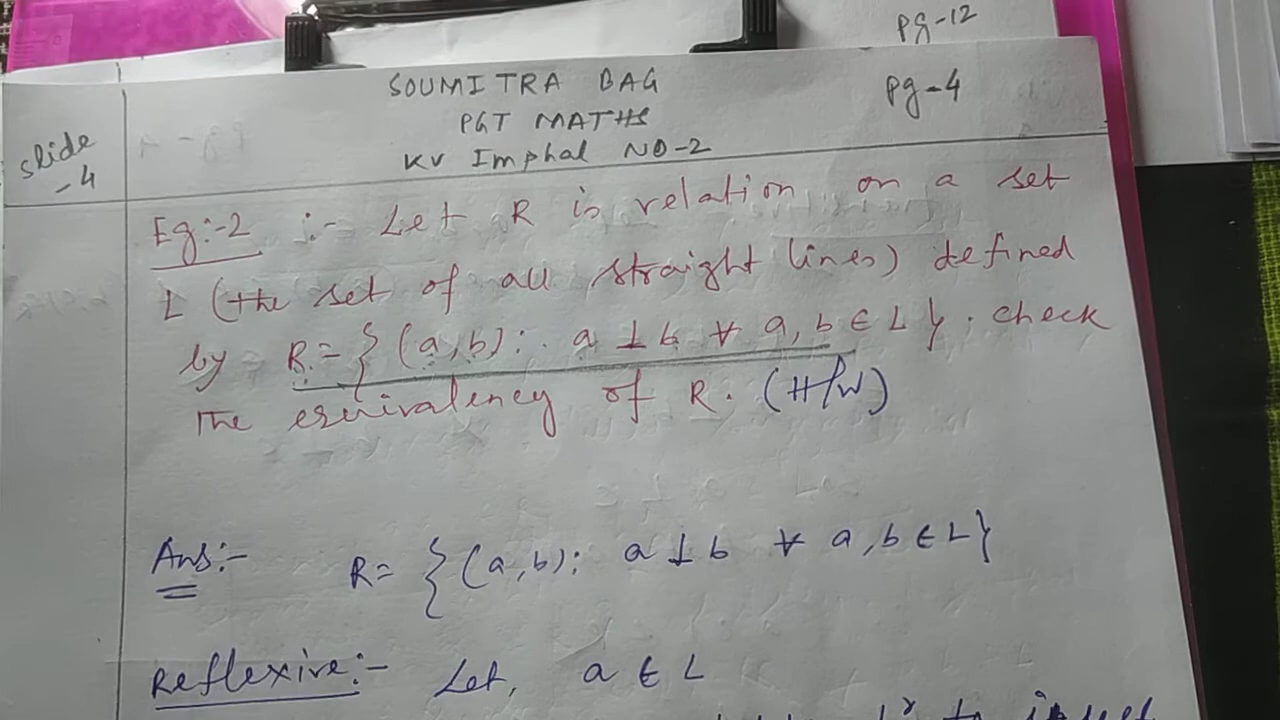 Pg-12
SOUMITRA BAG
Pg-4
PGT MATHS
KV Imphal NO-2
Slide
-4
Eg:-2 :- Let R is relation on a set
L (the set of all straight lines) defined
by R = {(a,b): a ⊥ b ∀ a, b ∈ L}. check
The equivalency of R. (H/W)
Ans:- R= {(a,b): a ⊥ b ∀ a, b ∈ L}
Reflexive:- Let, a ∈ L